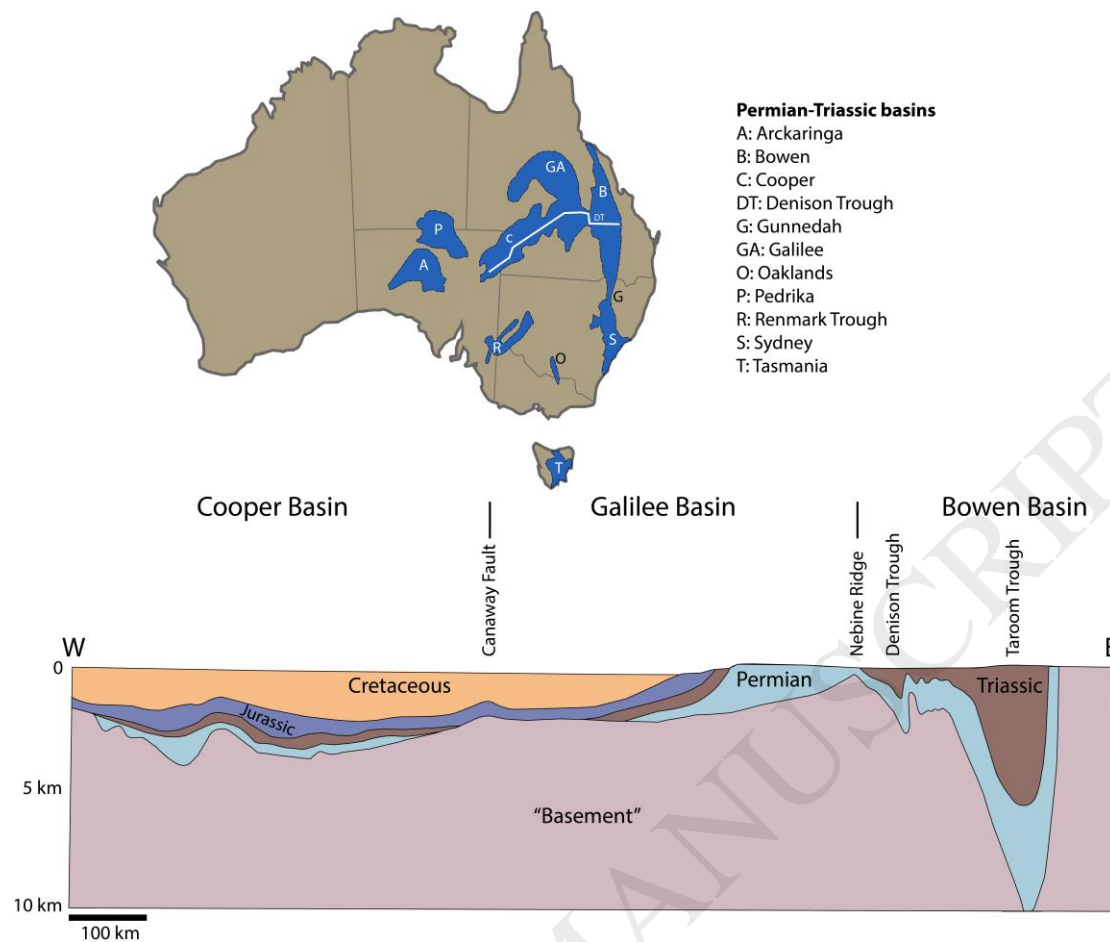 Permian-Triassic basins
A: Arckaringa
B: Bowen
C: Cooper
DT: Denison Trough
G: Gunnedah
GA: Galilee
O: Oaklands
P: Pedrika
R: Renmark Trough
S: Sydney
T: Tasmania
GA
B
DT
P
C
A
G
R
O
S
T
Cooper Basin
Galilee Basin
Bowen Basin
Canaway Fault
Nebine Ridge
Denison Trough
Taroom Trough
W
E
0
Cretaceous
Permian
Triassic
Jurassic
5 km
"Basement"
10 km
100 km
MANUSCRIPT